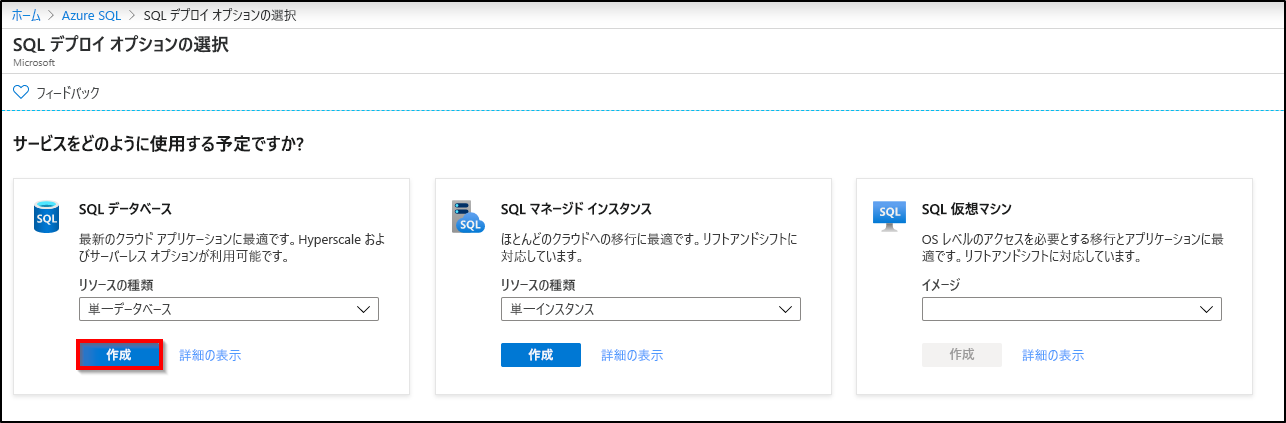 ホーム > Azure SQL > SQL デプロイ オプションの選択
SQL デプロイ オプションの選択
Microsoft
フィードバック
サービスをどのように使用する予定ですか?
SQL
SQL データベース
最新のクラウド アプリケーションに最適です。Hyperscale およ
びサーバーレス オプションが利用可能です。
リソースの種類
単一データベース
作成 詳細の表示
SQL
SQL マネージド インスタンス
ほとんどのクラウドへの移行に最適です。リフトアンドシフトに
対応しています。
リソースの種類
単一インスタンス
作成 詳細の表示
SQL
SQL 仮想マシン
OS レベルのアクセスを必要とする移行とアプリケーションに最
適です。リフトアンドシフトに対応しています。
イメージ
作成 詳細の表示